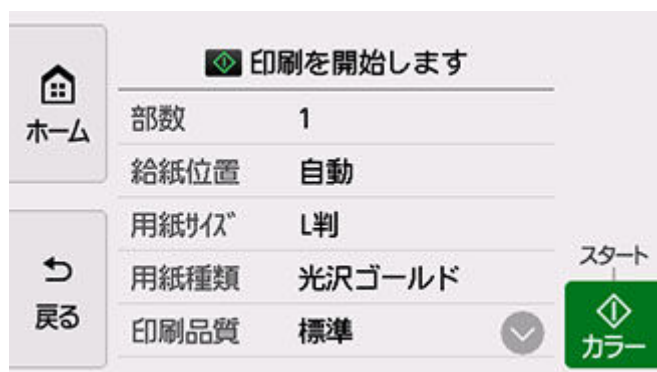 印刷を開始します
ホーム
部数 1
給紙位置 自動
用紙ｻｲｽﾞ L判
用紙種類 光沢ゴールド
印刷品質 標準
戻る
スタート
カラー